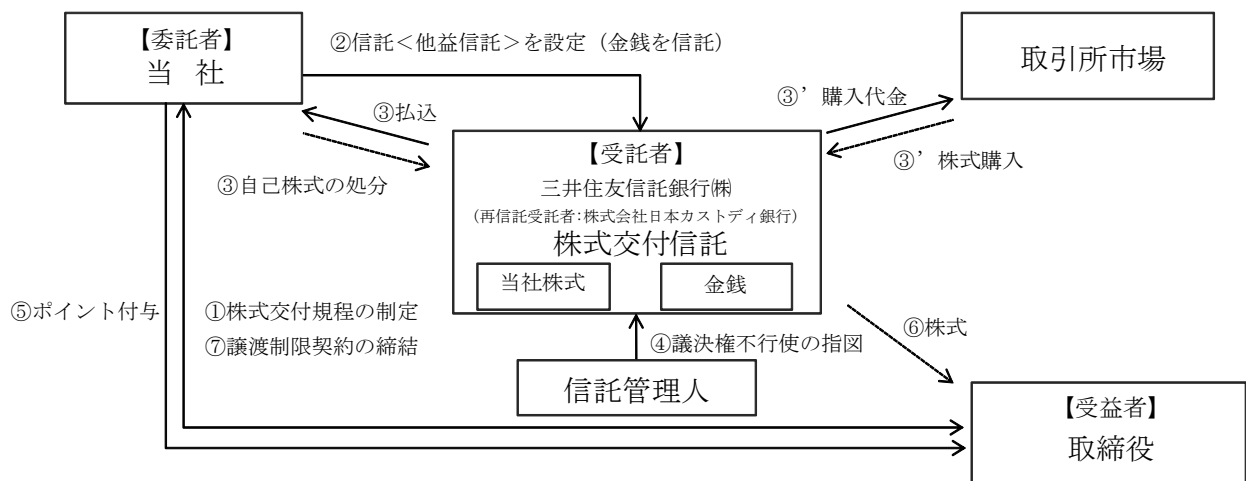 【委託者】
当 社
②信託＜他益信託＞を設定（金銭を信託）
取引所市場
③払込
③’購入代金
③’株式購入
③自己株式の処分
【受託者】
三井住友信託銀行㈱
（再信託受託者：株式会社日本カストディ銀行）
株式交付信託
当社株式
金銭
⑤ポイント付与
①株式交付規程の制定
⑦譲渡制限契約の締結
④議決権不行使の指図
⑥株式
信託管理人
【受益者】
取締役